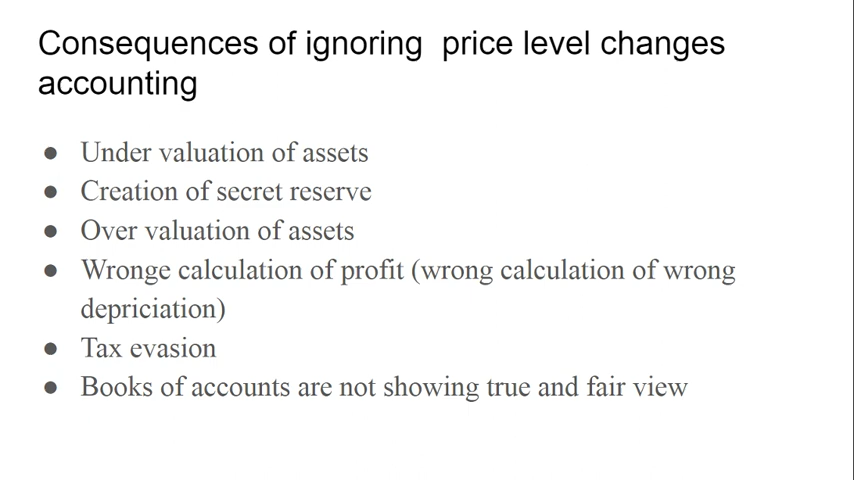 Consequences of ignoring  price level changes
accounting
● Under valuation of assets
● Creation of secret reserve
● Over valuation of assets
● Wronge calculation of profit (wrong calculation of wrong
depriciation)
● Tax evasion
● Books of accounts are not showing true and fair view